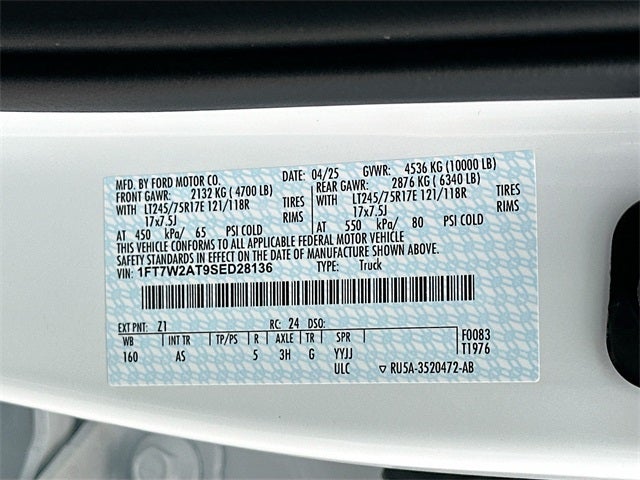 MFD. BY FORD MOTOR CO. DATE: 04/25 GVWR: 4536 KG (10000 LB)
FRONT GAWR: 2132 KG (4700 LB) REAR GAWR: 2876 KG (6340 LB)
WITH LT245/75R17E 121/118R TIRES WITH LT245/75R17E 121/118R TIRES
17x7.5J RIMS 17x7.5J RIMS
AT 450 kPa/ 65 PSI COLD AT 550 kPa/ 80 PSI COLD
THIS VEHICLE CONFORMS TO ALL APPLICABLE FEDERAL MOTOR VEHICLE
SAFETY STANDARDS IN EFFECT ON THE DATE OF MANUFACTURE SHOWN ABOVE.
VIN: 1FT7W2AT9SED28136 TYPE: Truck
EXT PNT: Z1 RC: 24 DSO: F0083
WB INT TR TP/PS R AXLE TR SPR T1976
160 AS 5 3H G YYJJ
ULC ▽ RU5A-3520472-AB